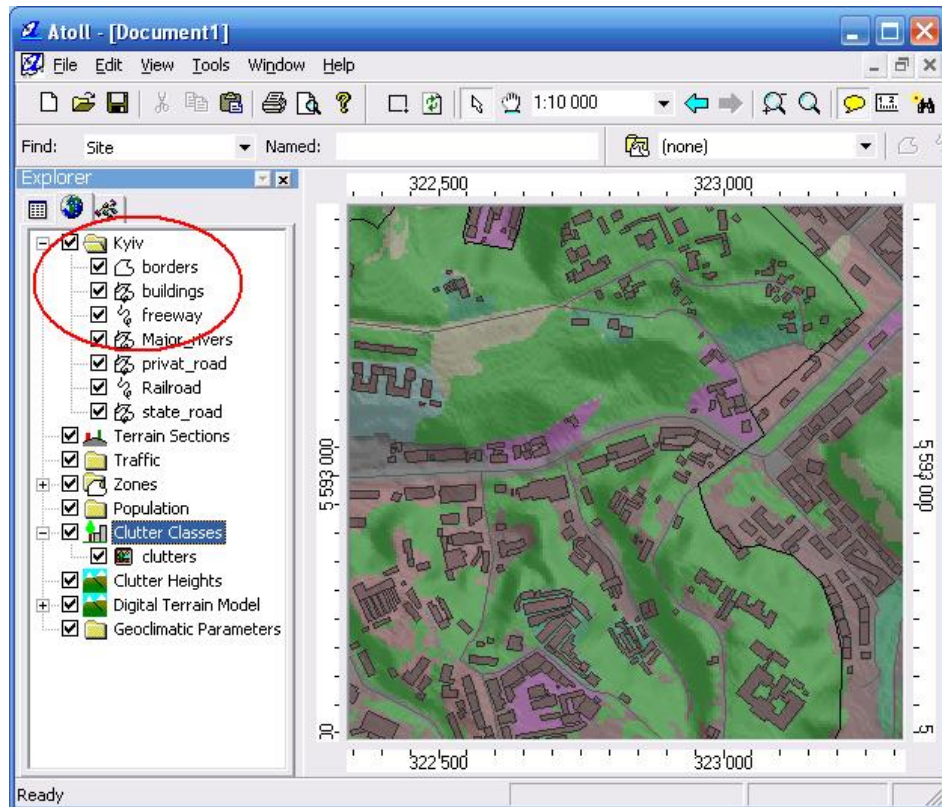 Atoll - [Document1]
File Edit View Tools Window Help
1:10 000
Find: Site Named: (none)
Explorer
322'500 323'000
Kyiv
borders
buildings
freeway
Major_rivers
privat_road
Railroad
state_road
Terrain Sections
Traffic
Zones
Population
Clutter Classes
clutters
Clutter Heights
Digital Terrain Model
Geoclimatic Parameters
5'593'000
5'593'000
322'500 323'000
Ready